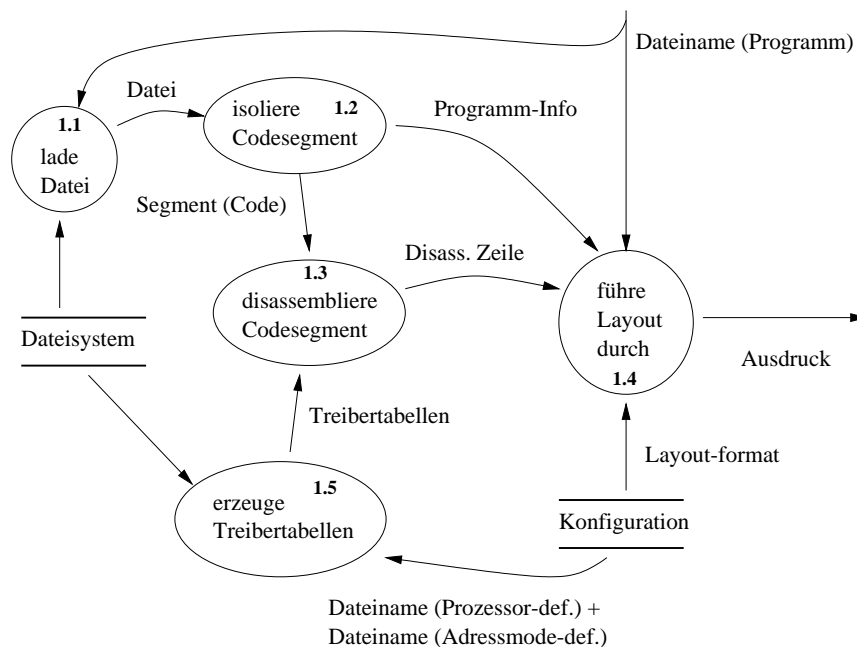 Dateiname (Programm)
Datei
isoliere 1.2
Codesegment
Programm-Info
1.1
lade
Datei
Segment (Code)
Disass. Zeile
1.3
disassembliere
Codesegment
führe
Layout
durch
1.4
Dateisystem
Ausdruck
Treibertabellen
Layout-format
erzeuge 1.5
Treibertabellen
Konfiguration
Dateiname (Prozessor-def.) +
Dateiname (Adressmode-def.)